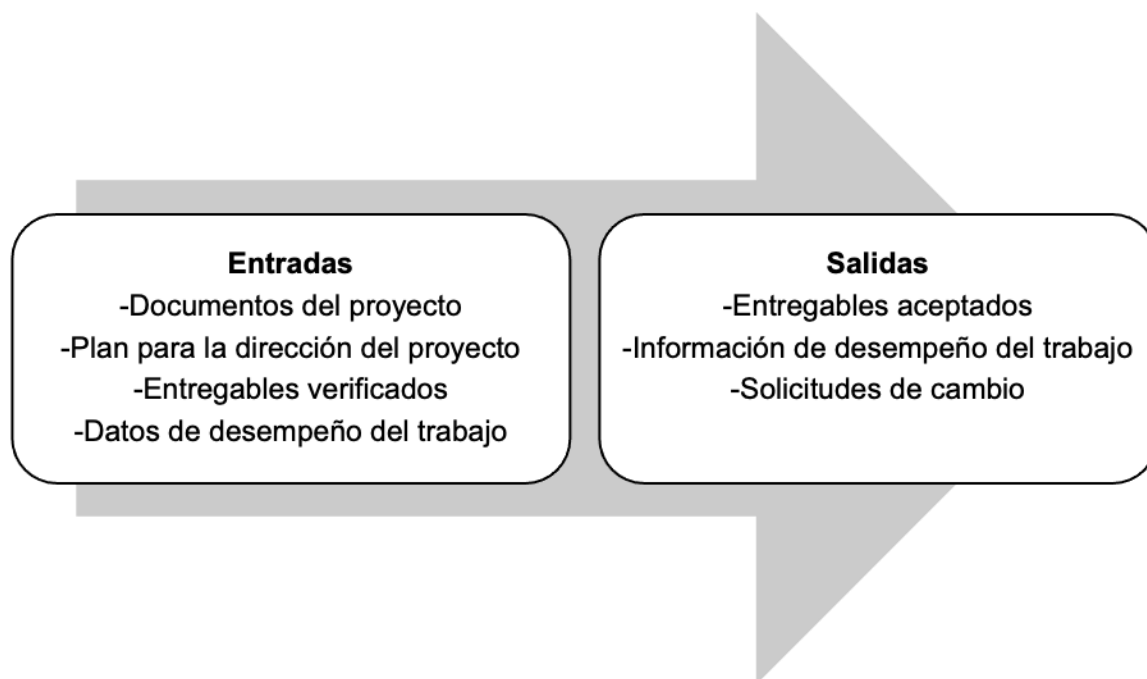 Entradas
-Documentos del proyecto
-Plan para la dirección del proyecto
-Entregables verificados
-Datos de desempeño del trabajo
Salidas
-Entregables aceptados
-Información de desempeño del trabajo
-Solicitudes de cambio